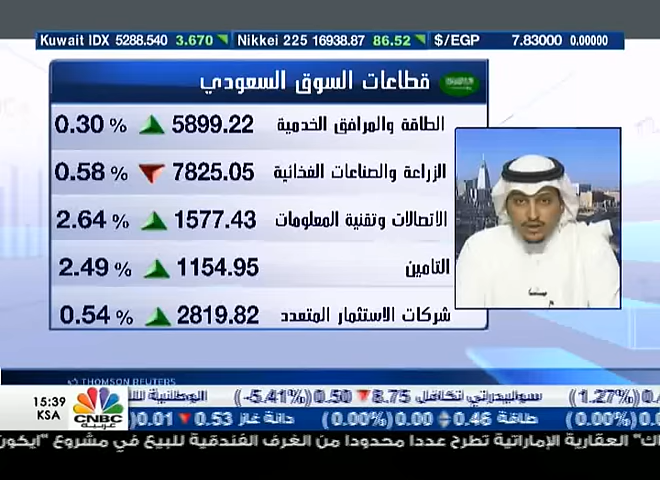 Kuwait IDX 5288.540 3.670 Nikkei 225 16938.87 86.52 $/EGP 7.83000 0.00000
قطاعات السوق السعودي
الطاقة والمرافق الخدمية 5899.22 0.30 %
الزراعة والصناعات الغذائية 7825.05 0.58 %
الاتصالات وتقنية المعلومات 1577.43 2.64 %
التامين 1154.95 2.49 %
شركات الاستثمار المتعدد 2819.82 0.54 %
THOMSON REUTERS
(1.27%) سوليدرتي تكافل 8.75 0.50 (-5.41%) الوطنية
(0.00%) طاقة 0.46 0.00 (0.00%) دانة غاز 0.53 0.01
15:39
KSA
CNBC
عربية
العقارية الإماراتية تطرح عددا محدودا من الغرف الفندقية للبيع في مشروع